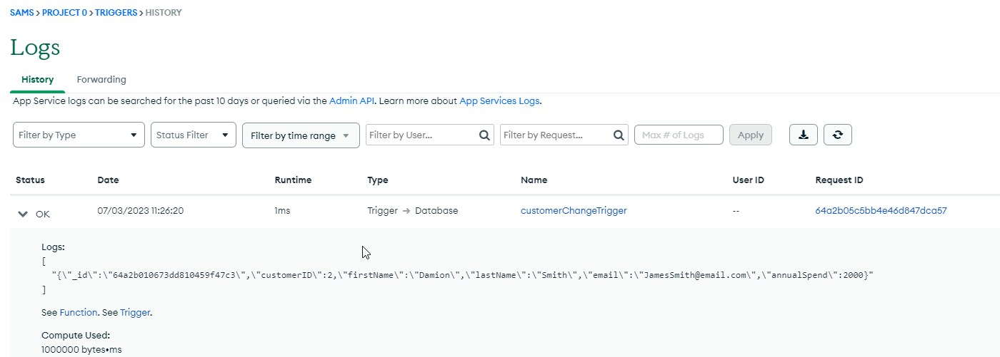 SAMS > PROJECT 0 > TRIGGERS > HISTORY
Logs
History Forwarding
App Service logs can be searched for the past 10 days or queried via the Admin API. Learn more about App Services Logs.
Filter by Type Status Filter Filter by time range Filter by User... Filter by Request... Max # of Logs Apply
Status Date Runtime Type Name User ID Request ID
OK 07/03/2023 11:26:20 1ms Trigger → Database customerChangeTrigger -- 64a2b05c5bb4e46d847dca57
Logs:
[
"{\"_id\":\"64a2b010673dd810459f47c3\",\"customerID\":2,\"firstName\":\"Damion\",\"lastName\":\"Smith\",\"email\":\"JamesSmith@email.com\",\"annualSpend\":2000}"
]
See Function. See Trigger.
Compute Used:
1000000 bytes•ms